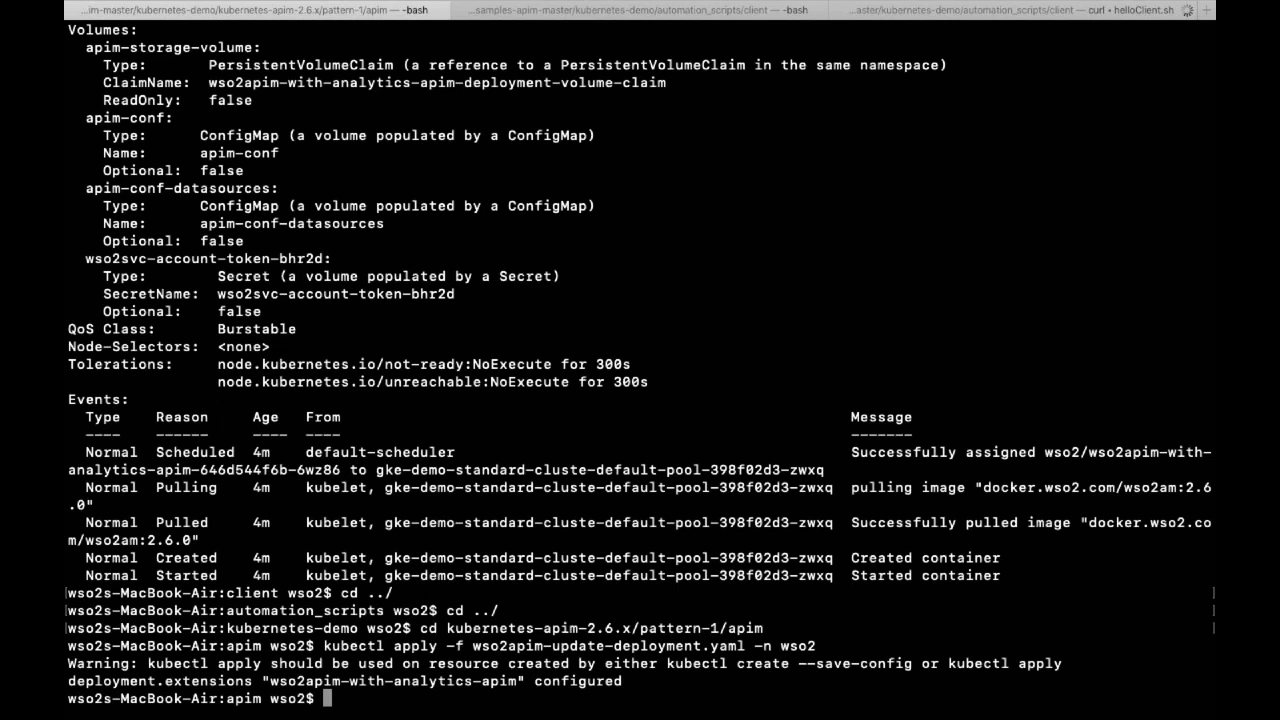 ...im-master/kubernetes-demo/kubernetes-apim-2.6.x/pattern-1/apim — -bash ...samples-apim-master/kubernetes-demo/automation_scripts/client — -bash ...aster/kubernetes-demo/automation_scripts/client — curl • helloClient.sh +
Volumes:
apim-storage-volume:
Type: PersistentVolumeClaim (a reference to a PersistentVolumeClaim in the same namespace)
ClaimName: wso2apim-with-analytics-apim-deployment-volume-claim
ReadOnly: false
apim-conf:
Type: ConfigMap (a volume populated by a ConfigMap)
Name: apim-conf
Optional: false
apim-conf-datasources:
Type: ConfigMap (a volume populated by a ConfigMap)
Name: apim-conf-datasources
Optional: false
wso2svc-account-token-bhr2d:
Type: Secret (a volume populated by a Secret)
SecretName: wso2svc-account-token-bhr2d
Optional: false
QoS Class: Burstable
Node-Selectors: <none>
Tolerations: node.kubernetes.io/not-ready:NoExecute for 300s
node.kubernetes.io/unreachable:NoExecute for 300s
Events:
Type Reason Age From Message
---- ------ ---- ---- -------
Normal Scheduled 4m default-scheduler Successfully assigned wso2/wso2apim-with-
analytics-apim-646d544f6b-6wz86 to gke-demo-standard-cluste-default-pool-398f02d3-zwxq
Normal Pulling 4m kubelet, gke-demo-standard-cluste-default-pool-398f02d3-zwxq pulling image "docker.wso2.com/wso2am:2.6
.0"
Normal Pulled 4m kubelet, gke-demo-standard-cluste-default-pool-398f02d3-zwxq Successfully pulled image "docker.wso2.co
m/wso2am:2.6.0"
Normal Created 4m kubelet, gke-demo-standard-cluste-default-pool-398f02d3-zwxq Created container
Normal Started 4m kubelet, gke-demo-standard-cluste-default-pool-398f02d3-zwxq Started container
wso2s-MacBook-Air:client wso2$ cd ../
wso2s-MacBook-Air:automation_scripts wso2$ cd ../
wso2s-MacBook-Air:kubernetes-demo wso2$ cd kubernetes-apim-2.6.x/pattern-1/apim
wso2s-MacBook-Air:apim wso2$ kubectl apply -f wso2apim-update-deployment.yaml -n wso2
Warning: kubectl apply should be used on resource created by either kubectl create --save-config or kubectl apply
deployment.extensions "wso2apim-with-analytics-apim" configured
wso2s-MacBook-Air:apim wso2$